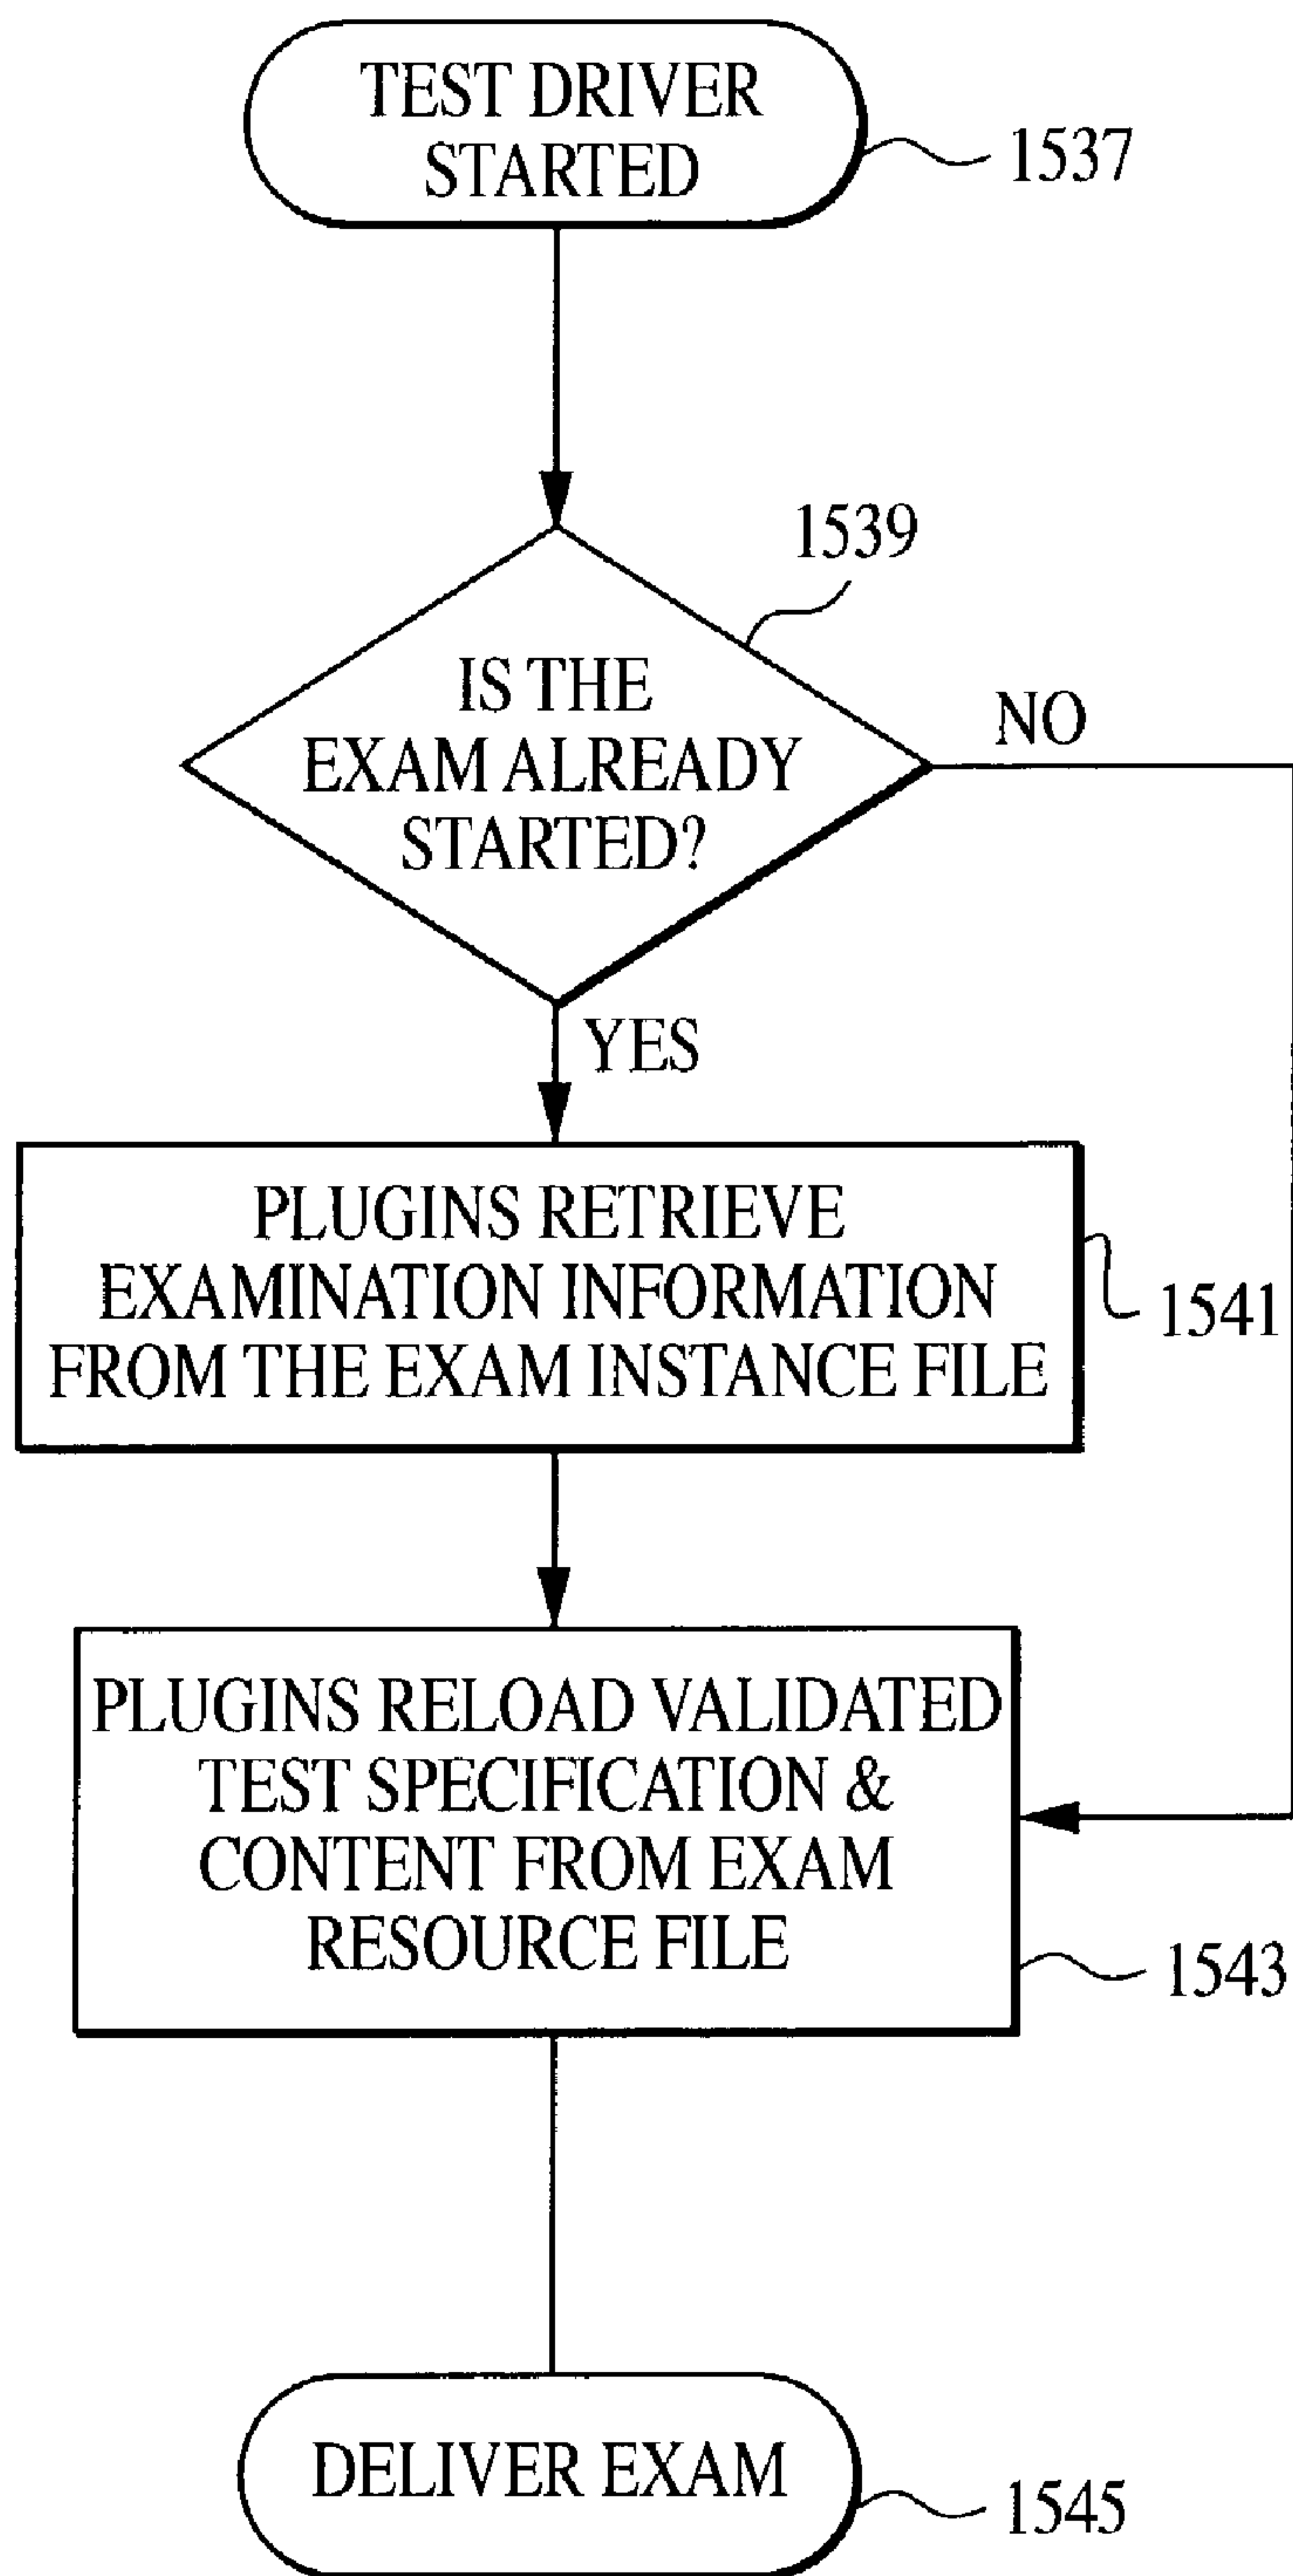 TEST DRIVER
STARTED
1537
1539
IS THE
EXAM ALREADY
STARTED?
NO
YES
PLUGINS RETRIEVE
EXAMINATION INFORMATION
FROM THE EXAM INSTANCE FILE
1541
PLUGINS RELOAD VALIDATED
TEST SPECIFICATION &
CONTENT FROM EXAM
RESOURCE FILE
1543
DELIVER EXAM
1545